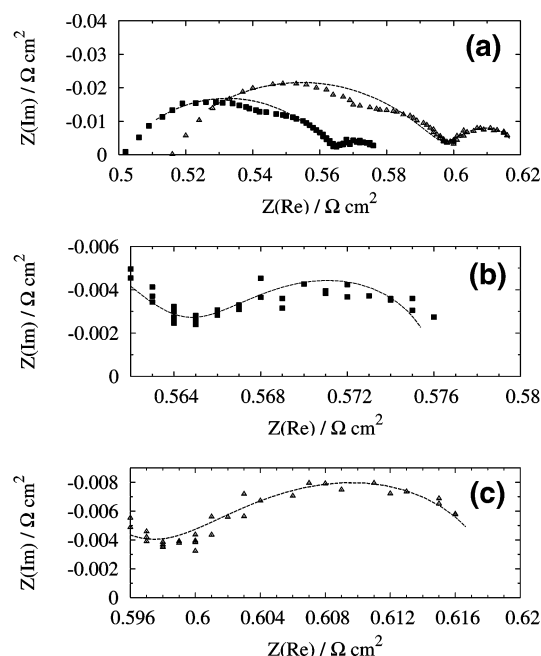 (a)
Z(Im) / Ω cm2
-0.04
-0.03
-0.02
-0.01
0
0.5 0.52 0.54 0.56 0.58 0.6 0.62
Z(Re) / Ω cm2
(b)
Z(Im) / Ω cm2
-0.006
-0.004
-0.002
0
0.564 0.568 0.572 0.576 0.58
Z(Re) / Ω cm2
(c)
Z(Im) / Ω cm2
-0.008
-0.006
-0.004
-0.002
0
0.596 0.6 0.604 0.608 0.612 0.616 0.62
Z(Re) / Ω cm2